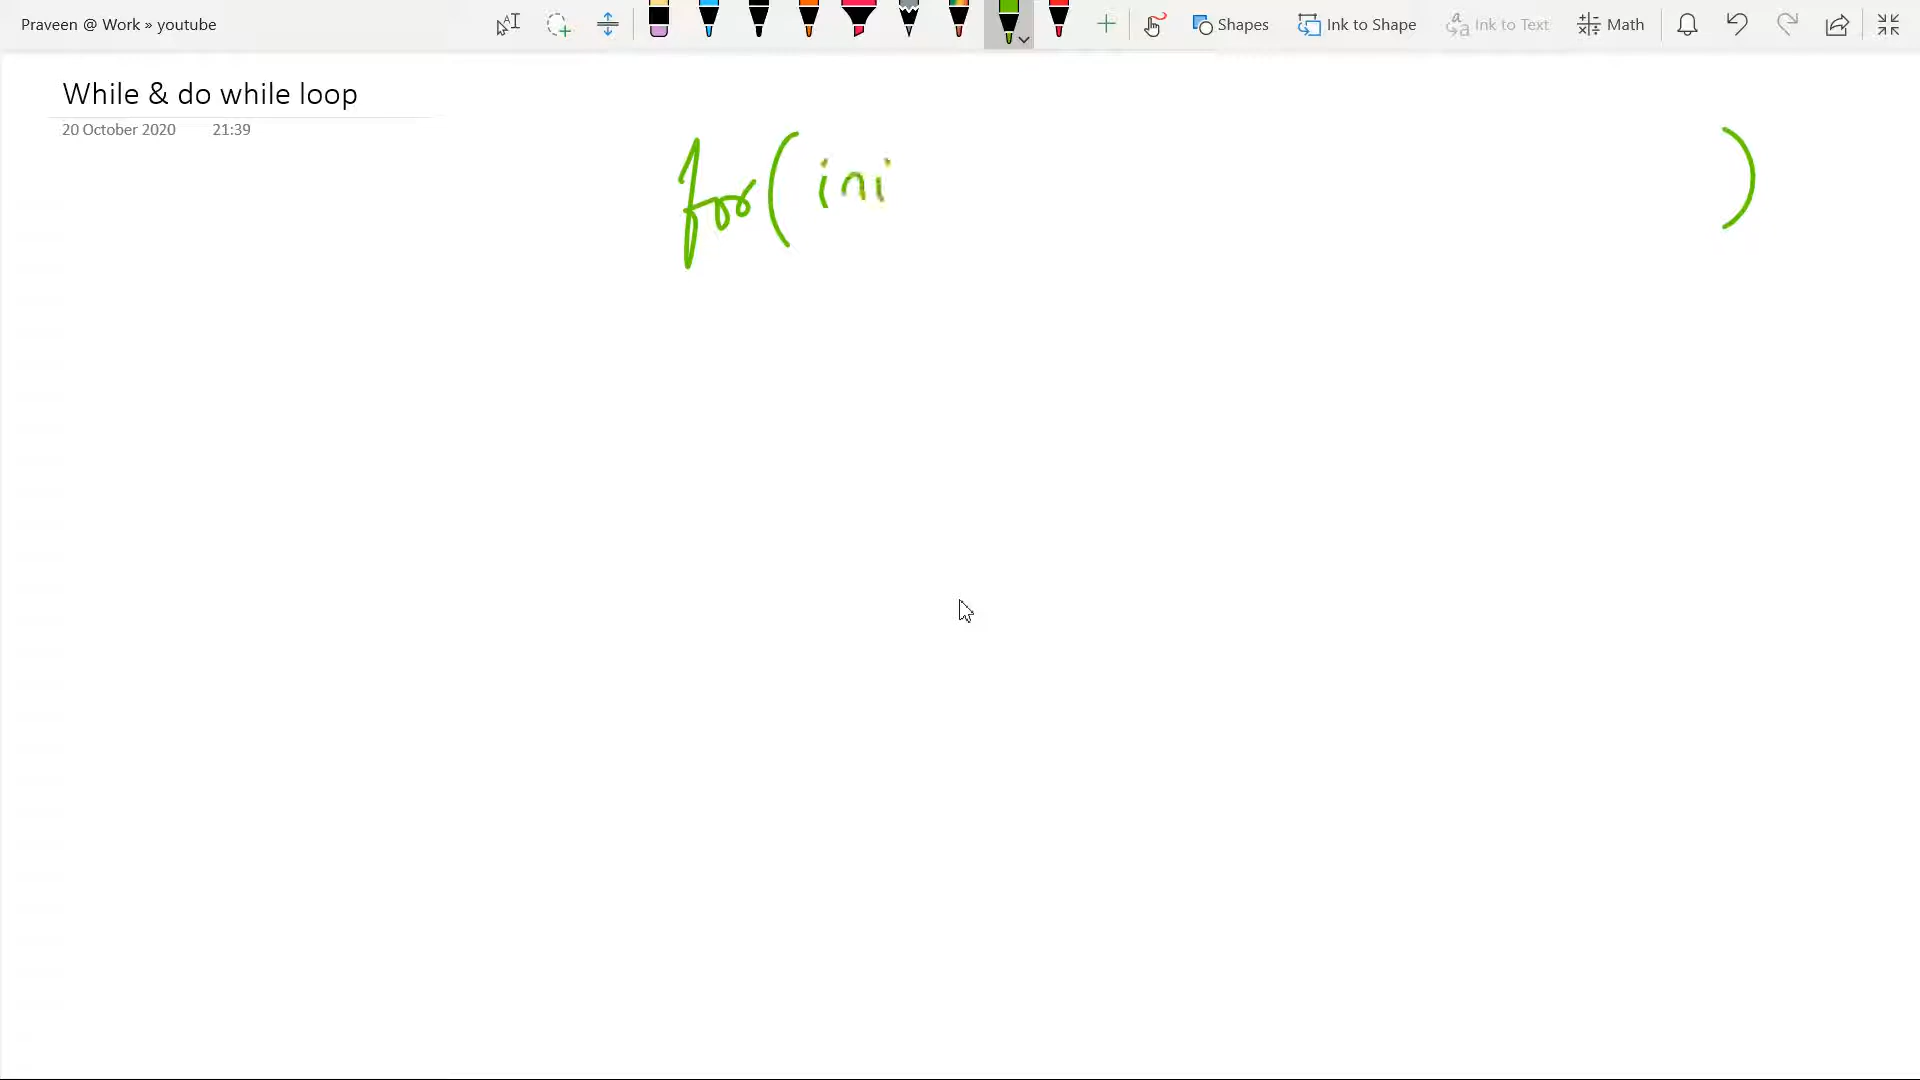 Praveen @ Work » youtube
Shapes
Ink to Shape
Ink to Text
Math
While & do while loop
20 October 2020 21:39
for( ini )